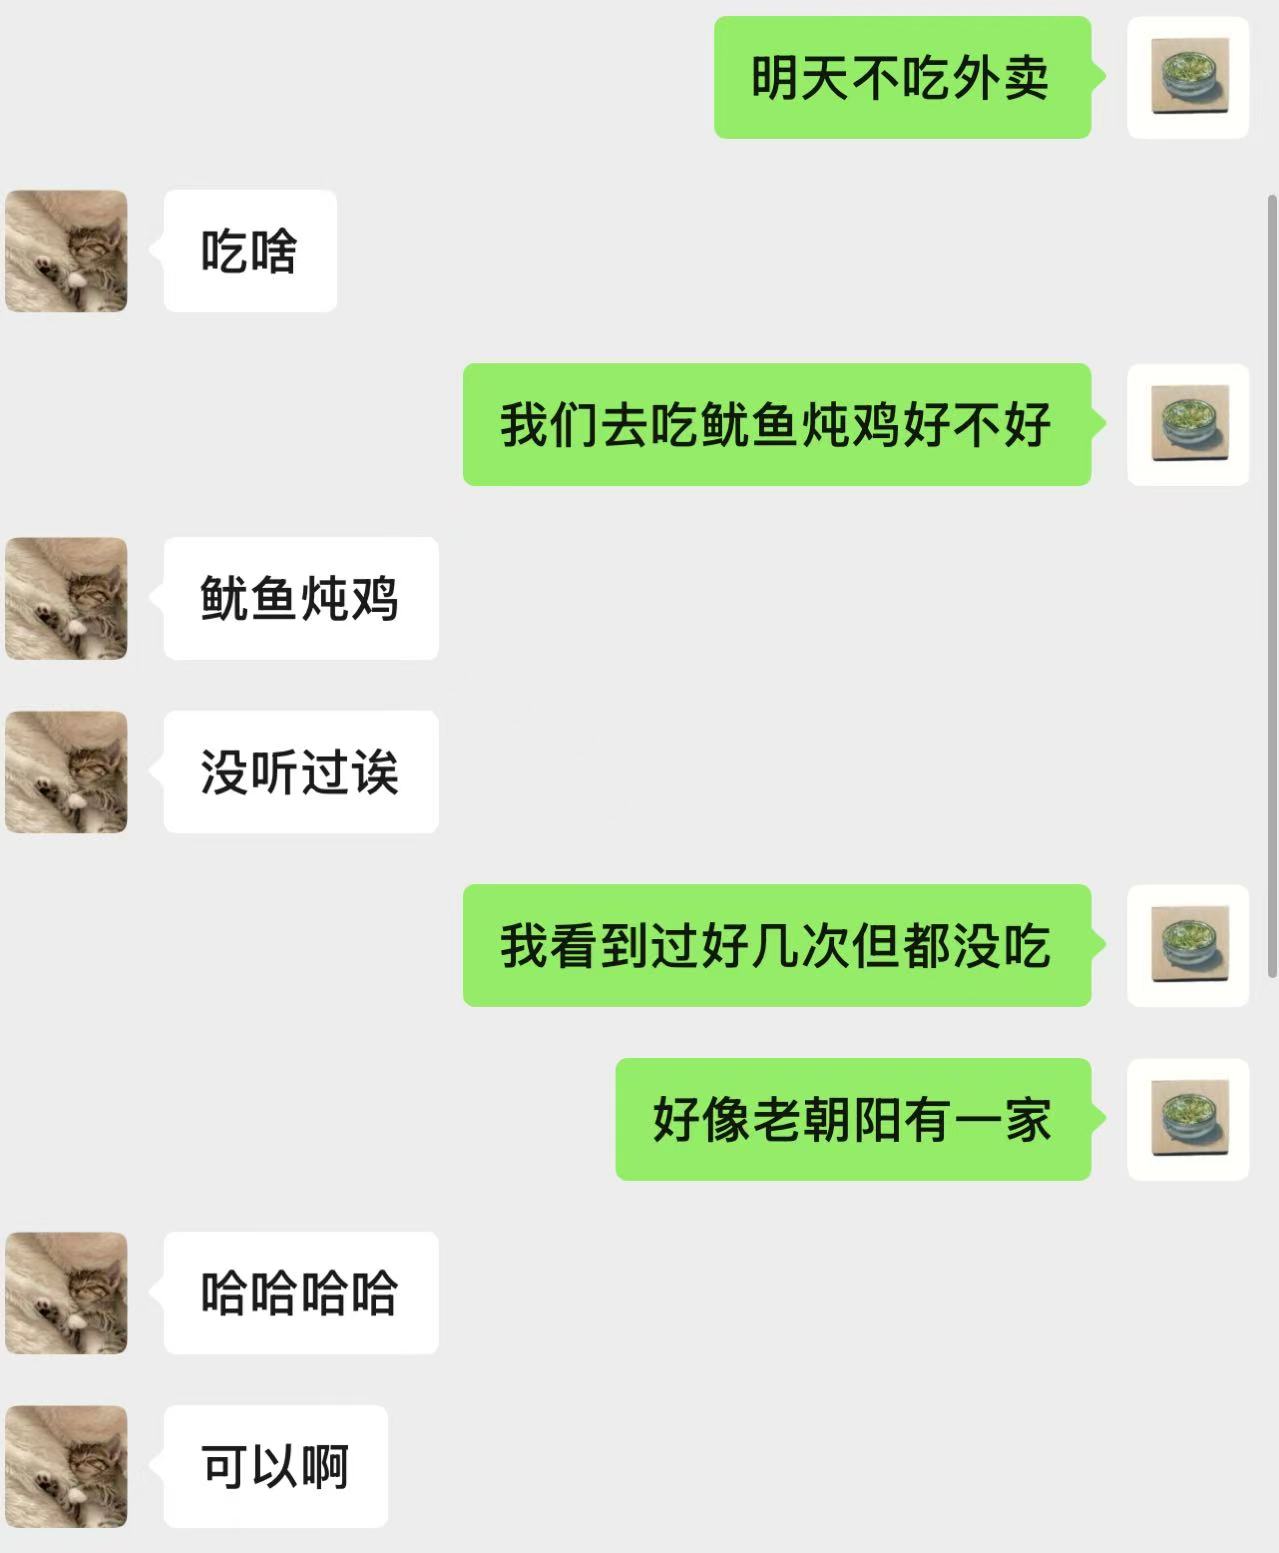 明天不吃外卖
吃啥
我们去吃鱿鱼炖鸡好不好
鱿鱼炖鸡
没听过诶
我看到过好几次但都没吃
好像老朝阳有一家
哈哈哈哈
可以啊